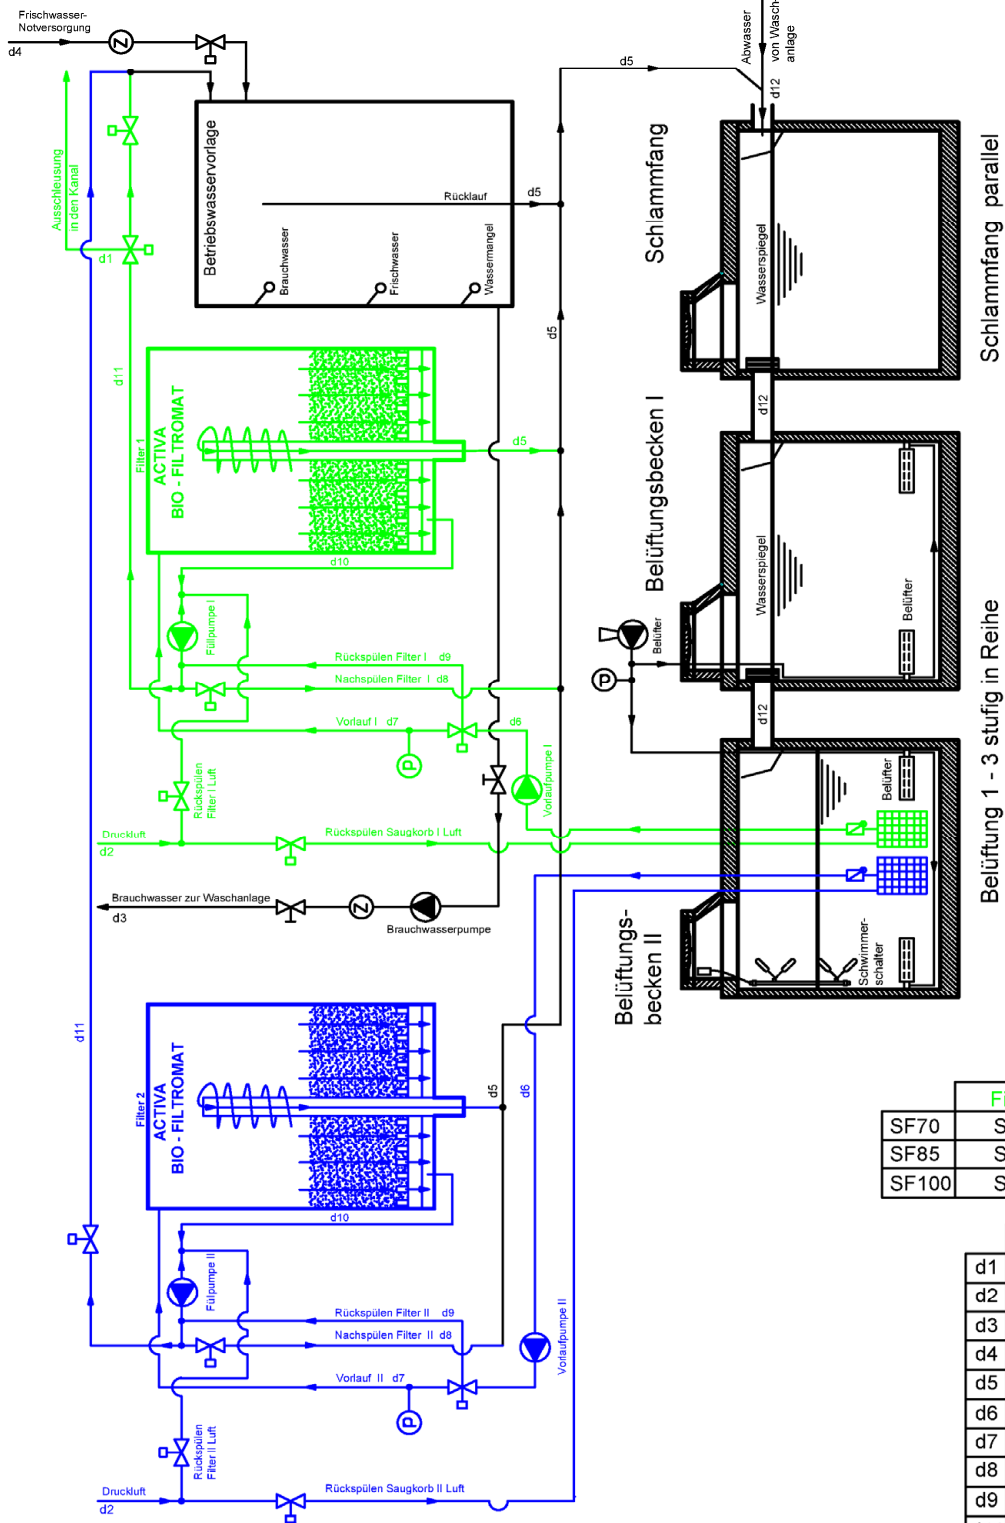 Frischwasser-
Notversorgung
d4
Abwasser
von Wasch-
anlage
d12
d5
Ausschleusung
in den Kanal
d1
Betriebswasservorlage
Rücklauf
d5
Brauchwasser
Frischwasser
Wassermangel
Schlammfang
Wasserspiegel
Schlammfang parallel
d11
Filter 1
ACTIVA
BIO - FILTROMAT
d5
d5
d10
d12
Belüftungsbecken I
Wasserspiegel
Belüfter
Füllpumpe I
Rückspülen Filter I d9
Nachspülen Filter I d8
Vorlauf I d7
d6
P
Belüfter
P
d12
Belüftung 1 - 3 stufig in Reihe
Rückspülen
Filter I Luft
Vorlaufpumpe I
Druckluft
d2
Rückspülen Saugkorb I Luft
Belüfter
Brauchwasser zur Waschanlage
d3
Z
Z
Brauchwasserpumpe
Belüftungs-
becken II
Schwimmer-
schalter
d11
Filter 2
ACTIVA
BIO - FILTROMAT
d5
d6
d10
Fülpumpe II
Rückspülen Filter II d9
Nachspülen Filter II d8
Vorlauf II d7
P
Vorlaufpumpe II
Rückspülen
Filter II Luft
Druckluft
d2
Rückspülen Saugkorb II Luft
Fi
SF70 S
SF85 S
SF100 S
d1
d2
d3
d4
d5
d6
d7
d8
d9